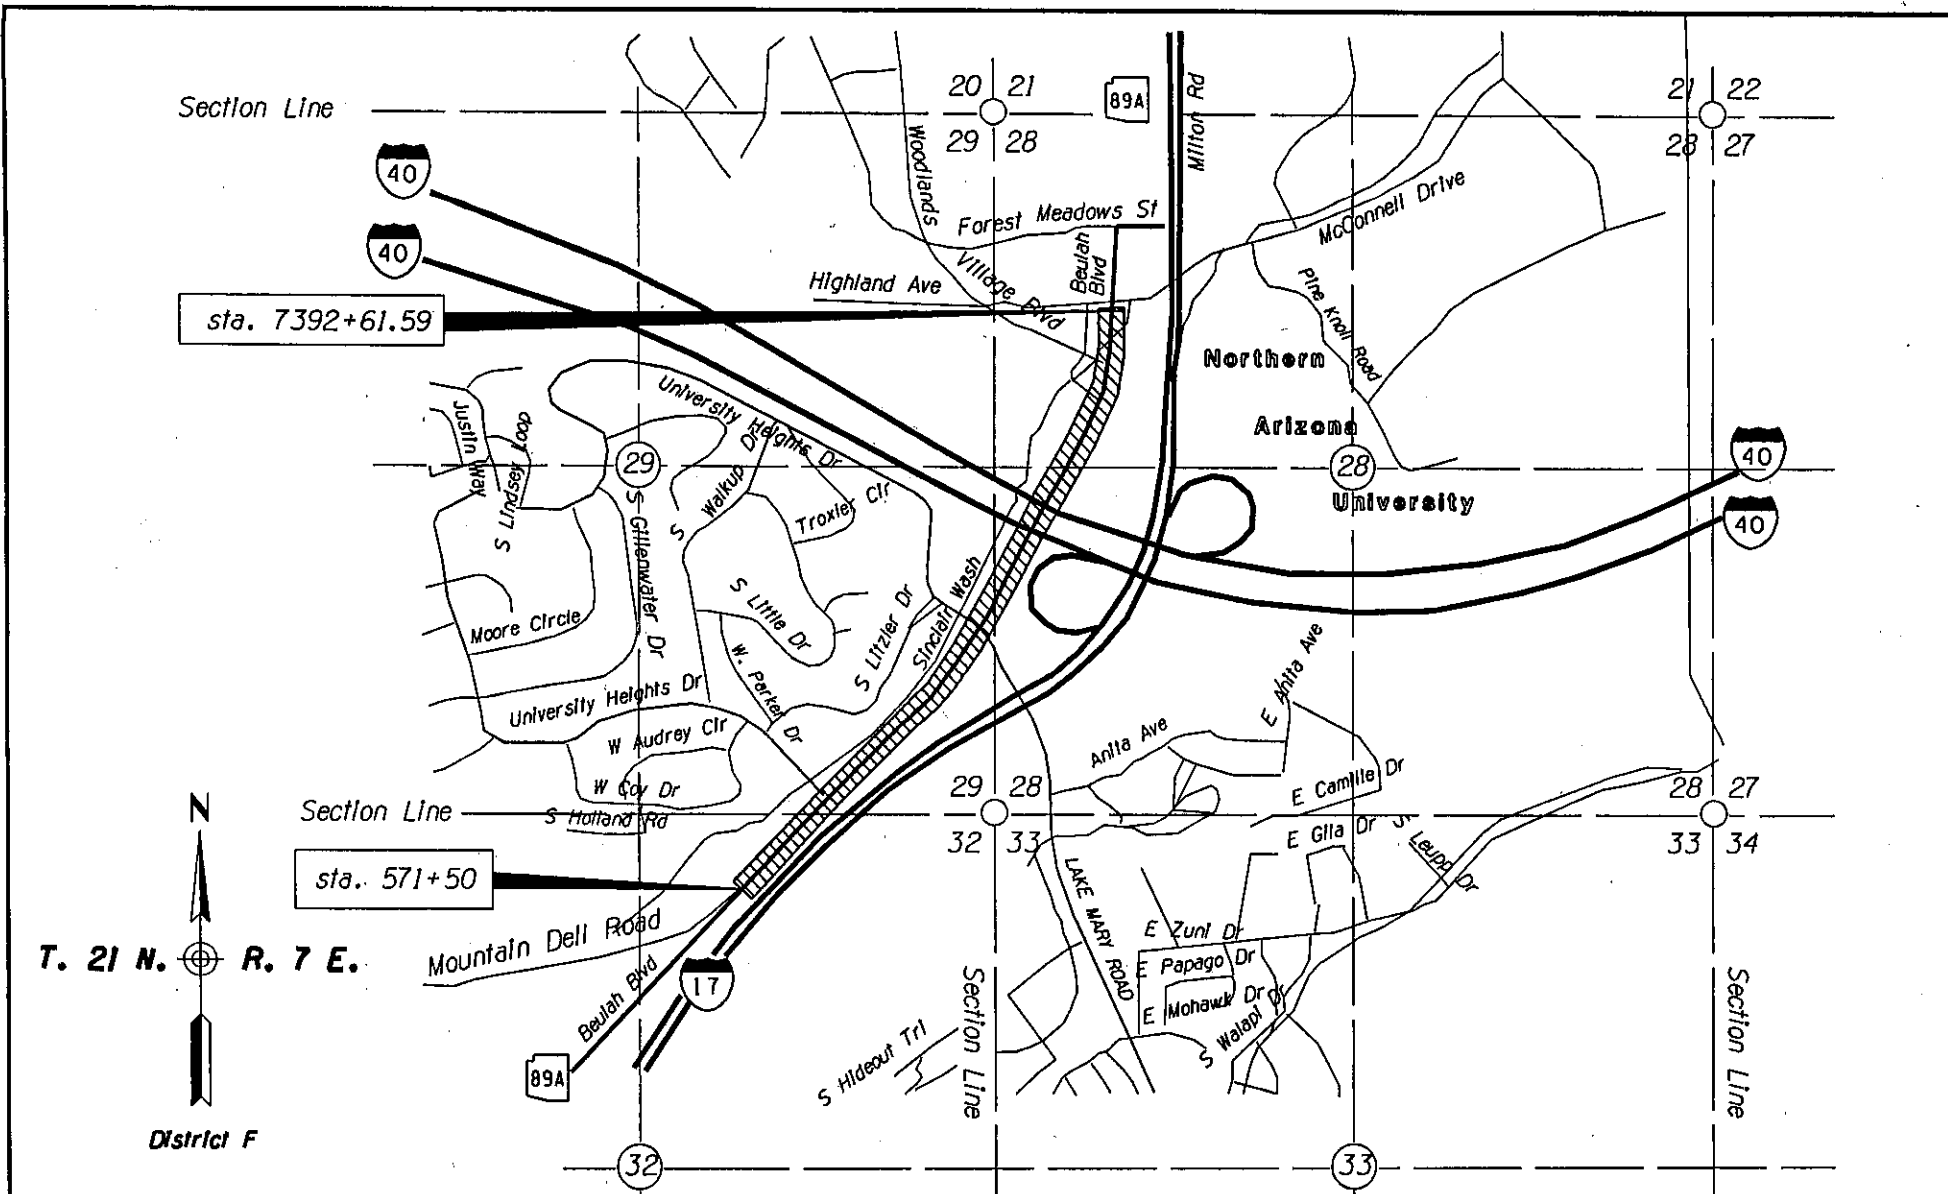 Section Line
20 21
29 28
89A
Milton Rd
21 22
28 27
40
40
Woodlands
Village Blvd
Forest Meadows St
Beulah
Blvd
McConnell Drive
Highland Ave
Pine Knoll Road
sta. 7392+61.59
Northern
Arizona
University
University Heights Dr
Justin Way
S Lindsey Loop
29
28
40
40
S Walkup Dr
Troxler Cir
S Gillenwater Dr
S Little Dr
Sinclair Wash
S Litzler Dr
Moore Circle
W. Parker Dr
University Heights Dr
W Audrey Cir
W Coy Dr
S Holland Rd
E Anita Ave
Anita Ave
E Camille Dr
E Gila Dr
S Leupp Dr
N
Section Line
29 28
32 33
28 27
33 34
sta. 571+50
LAKE MARY ROAD
Mountain Dell Road
E Zuni Dr
E Papago Dr
E Mohawk Dr
S Walapi Dr
T. 21 N. R. 7 E.
17
Beulah Blvd
89A
S Hideout Trl
Section Line
Section Line
District F
32
33